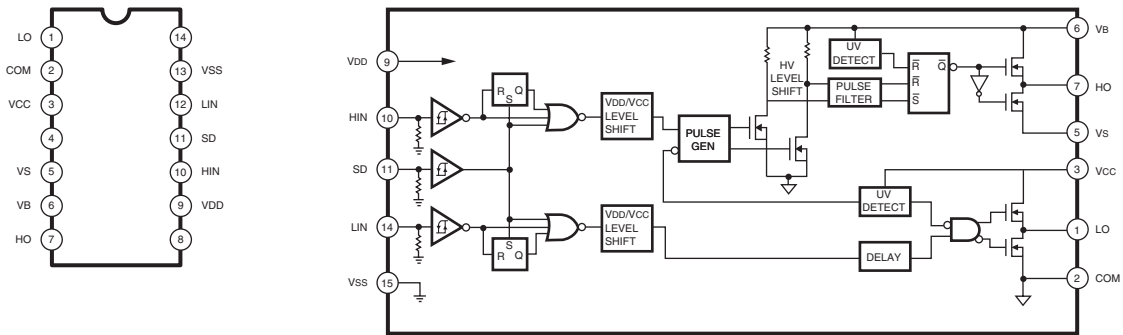 LO 1 14
COM 2 13 VSS
VCC 3 12 LIN
4 11 SD
VS 5 10 HIN
VB 6 9 VDD
HO 7 8
VDD 9
HIN 10
SD 11
LIN 14
VSS 15
R S Q
VDD/VCC
LEVEL
SHIFT
PULSE
GEN
HV
LEVEL
SHIFT
UV
DETECT
PULSE
FILTER
R̅ Q̅
R̅
S̅
6 VB
7 HO
5 VS
3 VCC
UV
DETECT
S
R Q
VDD/VCC
LEVEL
SHIFT
DELAY
1 LO
2 COM